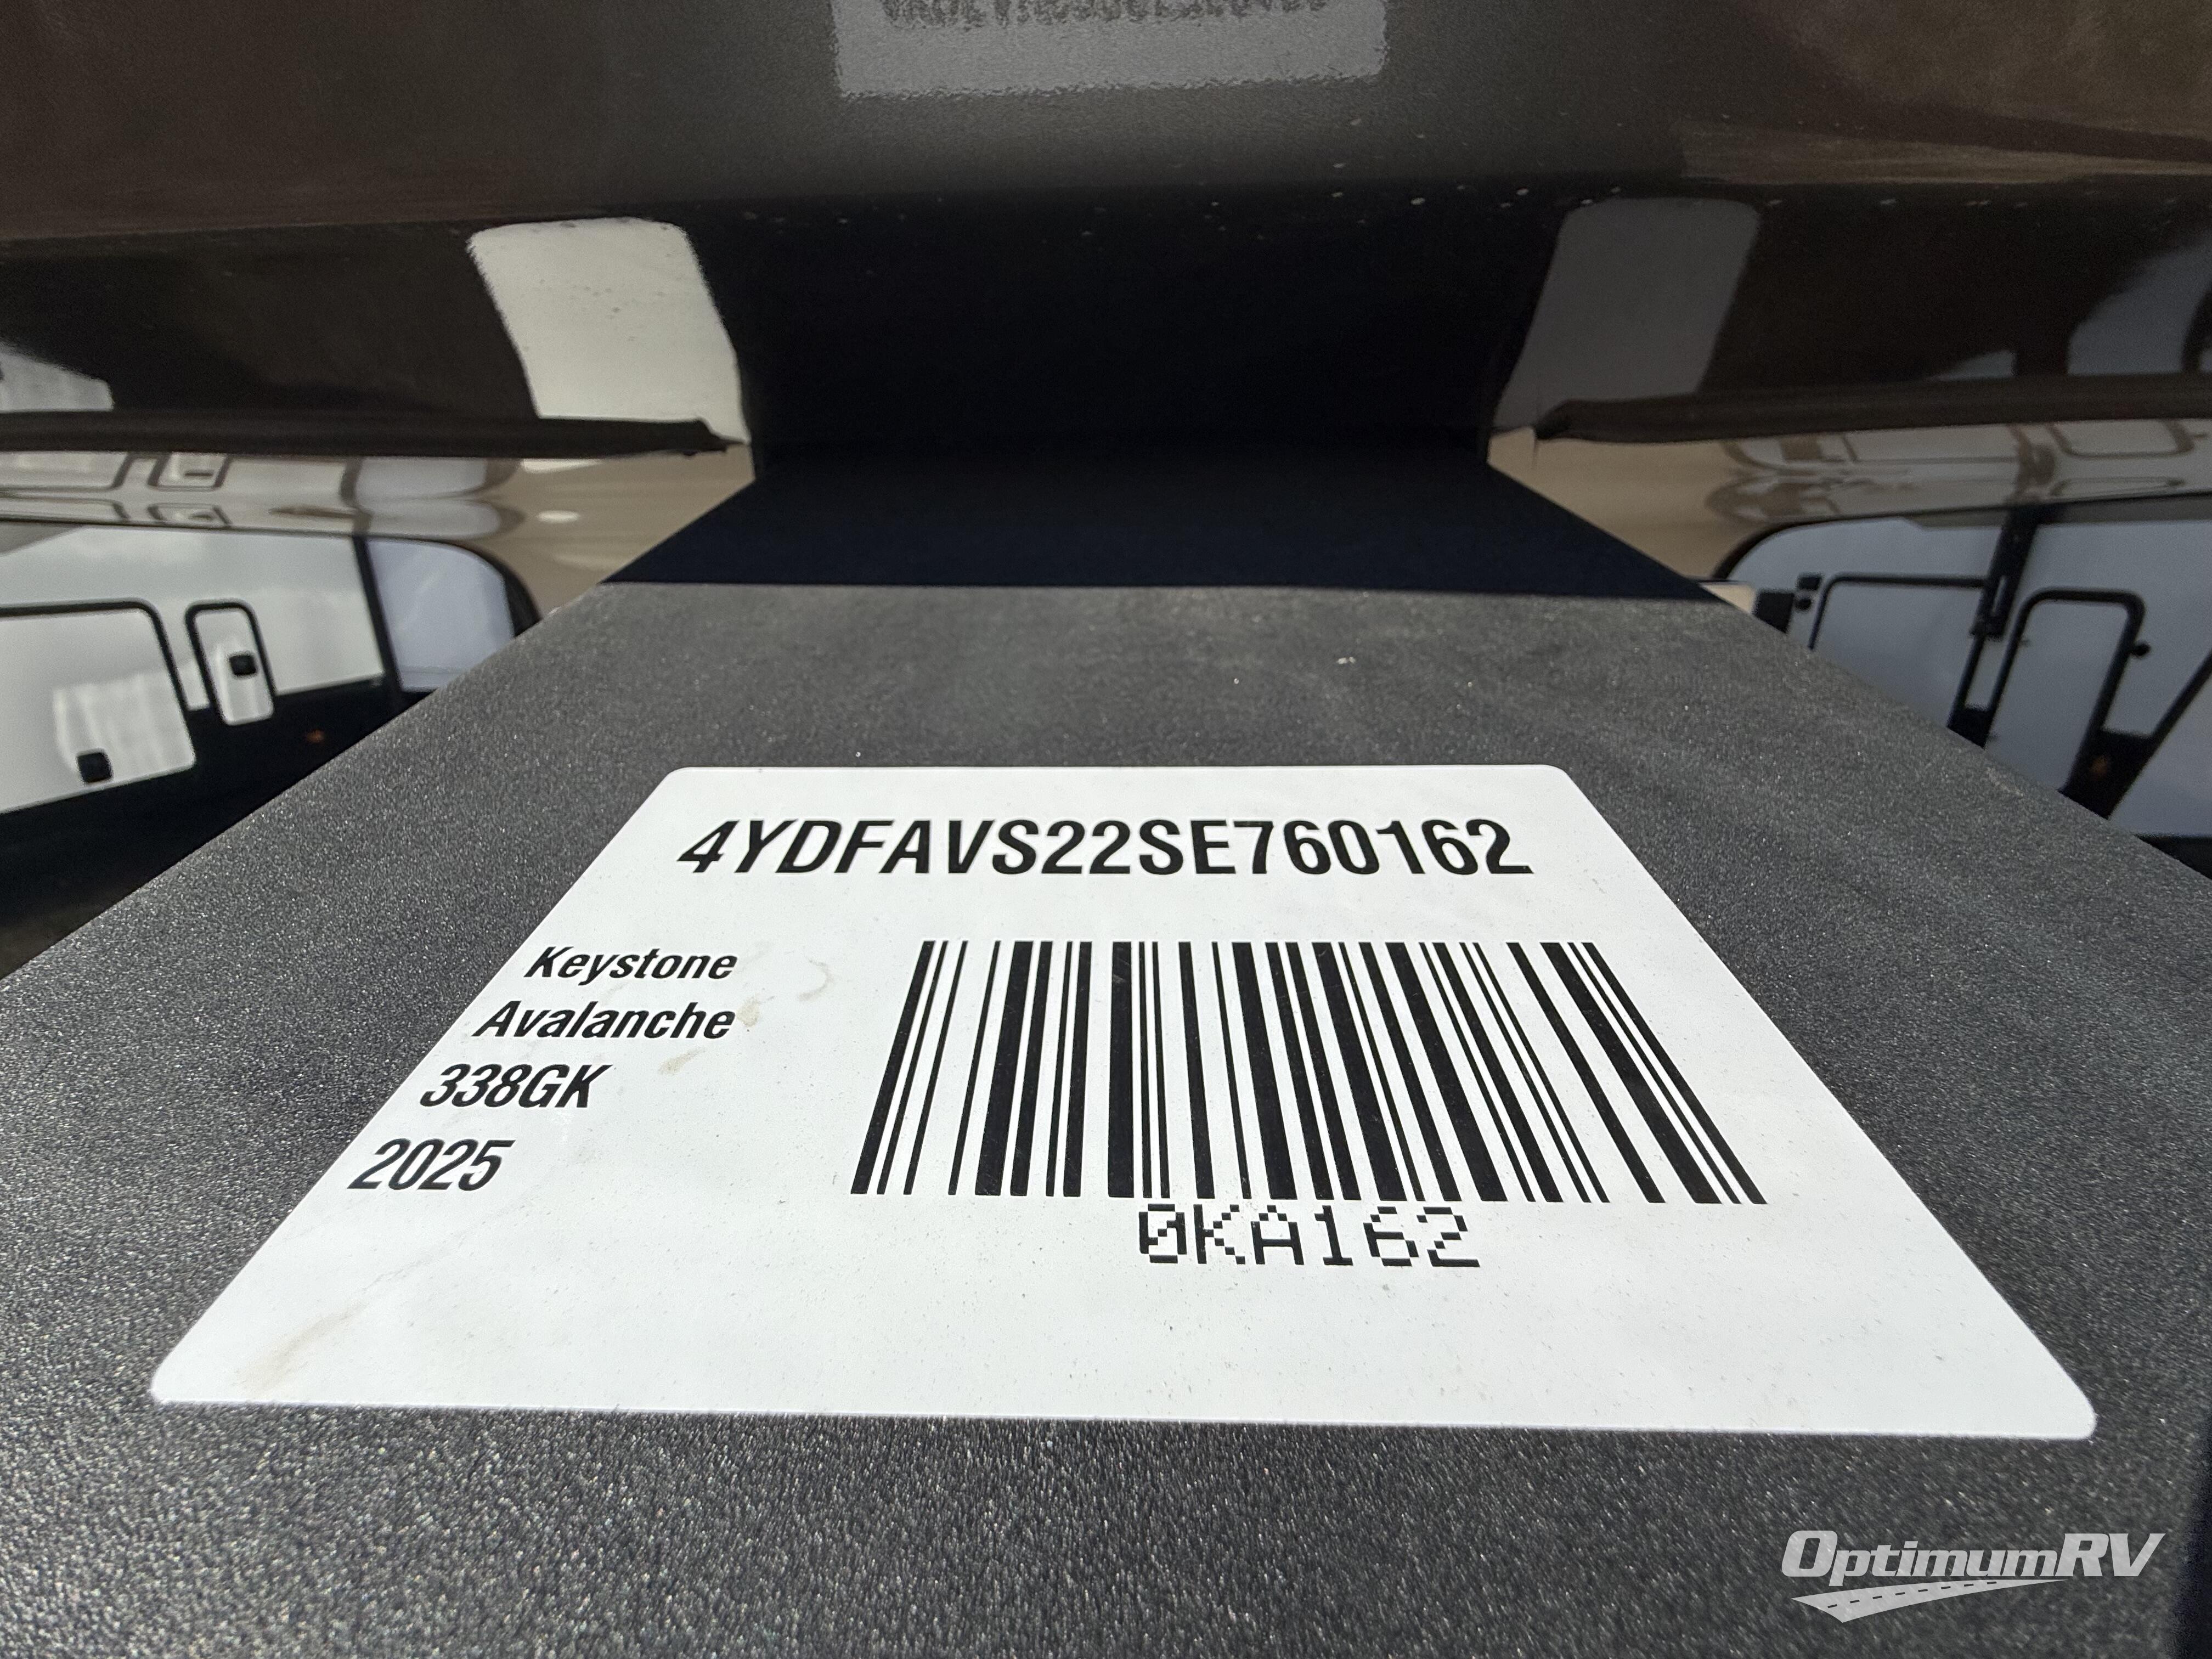 4YDFAVS22SE760162
Keystone
Avalanche
338GK
2025
0KA162
OptimumRV